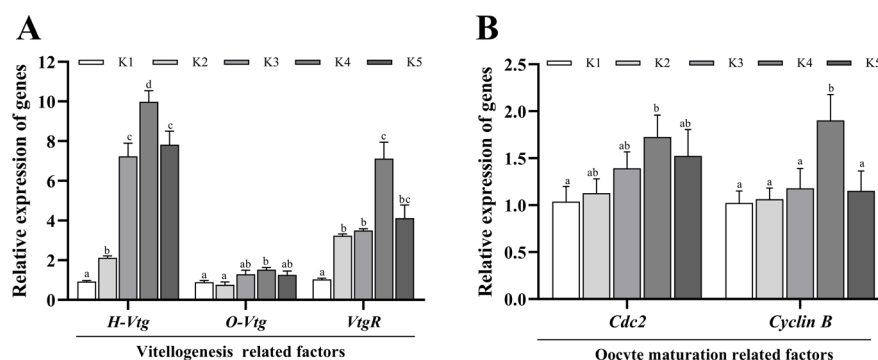 A
K1 K2 K3 K4 K5
Relative expression of genes
12
10
8
6
4
2
0
a b c d c
a a ab b ab
a b b c bc
H-Vtg O-Vtg VtgR
Vitellogenesis related factors
B
K1 K2 K3 K4 K5
Relative expression of genes
2.5
2.0
1.5
1.0
0.5
0.0
a ab ab b ab
a a a b a
Cdc2 Cyclin B
Oocyte maturation related factors